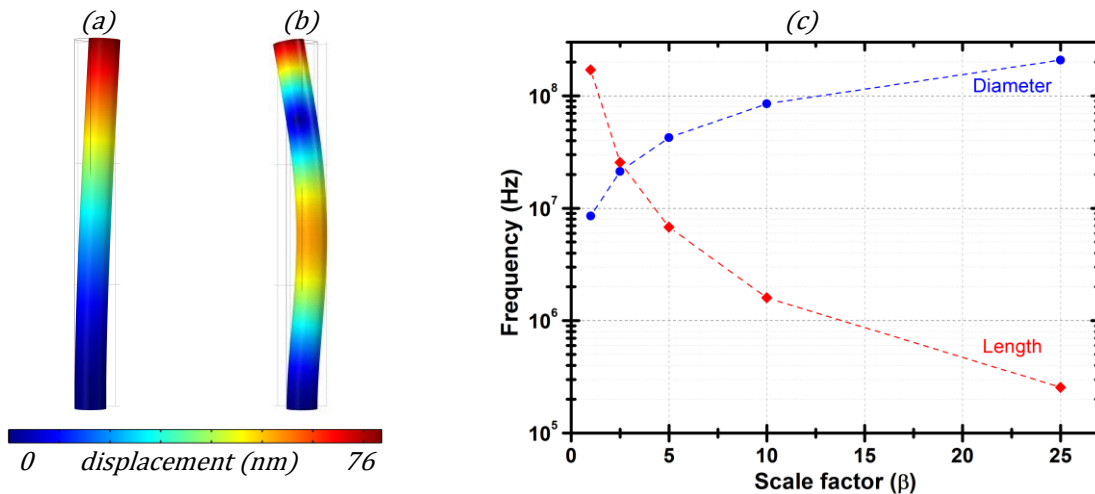 (a)
(b)
0 displacement (nm) 76
(c)
Frequency (Hz)
10⁸
10⁷
10⁶
10⁵
Diameter
Length
0 5 10 15 20 25
Scale factor (β)